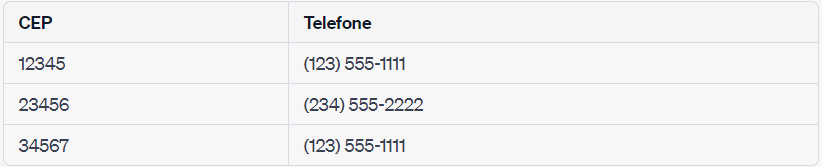 CEP Telefone
12345 (123) 555-1111
23456 (234) 555-2222
34567 (123) 555-1111